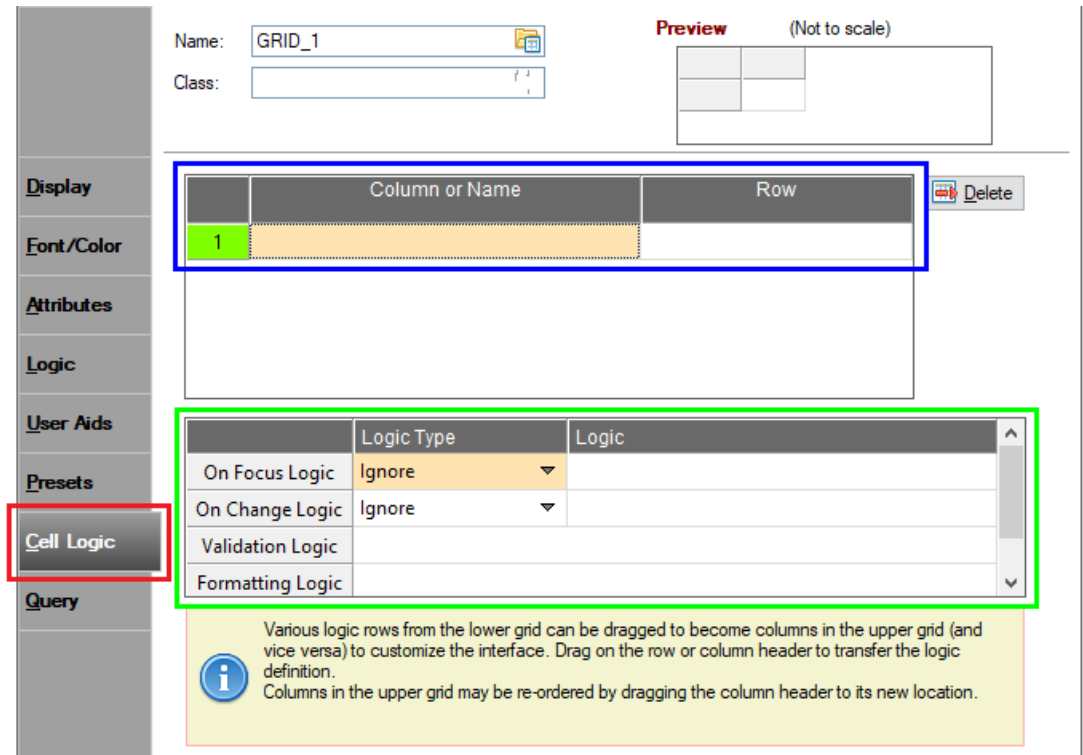 Name: GRID_1
Class:
Preview (Not to scale)
Display
Font/Color
Attributes
Logic
User Aids
Presets
Cell Logic
Query
Column or Name Row
1
Delete
Logic Type Logic
On Focus Logic Ignore
On Change Logic Ignore
Validation Logic
Formatting Logic
Various logic rows from the lower grid can be dragged to become columns in the upper grid (and
vice versa) to customize the interface. Drag on the row or column header to transfer the logic
definition.
Columns in the upper grid may be re-ordered by dragging the column header to its new location.